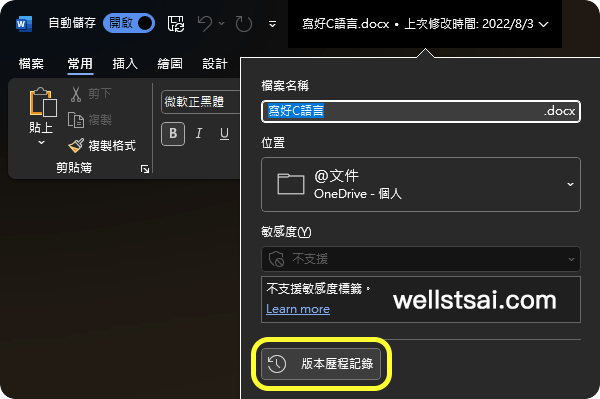 自動儲存 開啟
寫好C語言.docx • 上次修改時間: 2022/8/3
檔案 常用 插入 繪圖 設計
貼上
剪下
複製
複製格式
剪貼簿
微軟正黑體
B I U
檔案名稱
寫好C語言 .docx
位置
@文件
OneDrive - 個人
敏感度(Y)
不支援
不支援敏感度標籤。
Learn more
wellstsai.com
版本歷程記錄